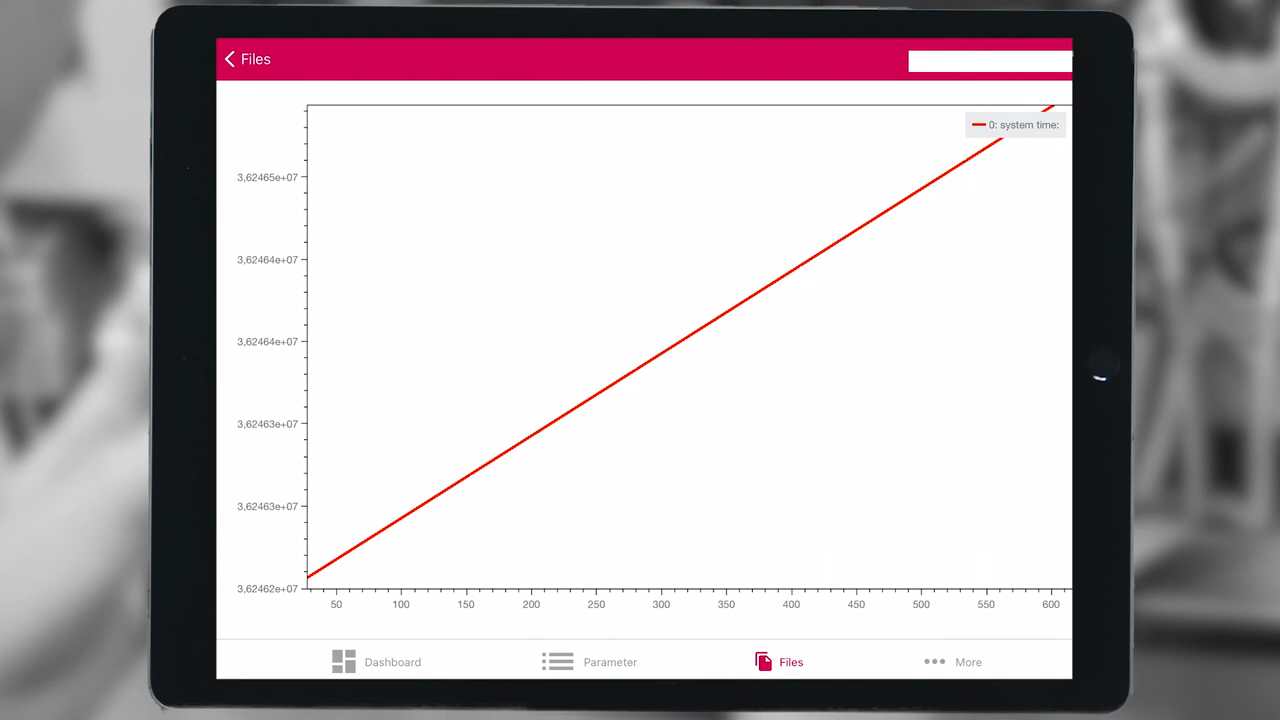 Files
0: system time:
3,62465e+07
3,62464e+07
3,62464e+07
3,62463e+07
3,62463e+07
3,62462e+07
50 100 150 200 250 300 350 400 450 500 550 600
Dashboard Parameter Files More